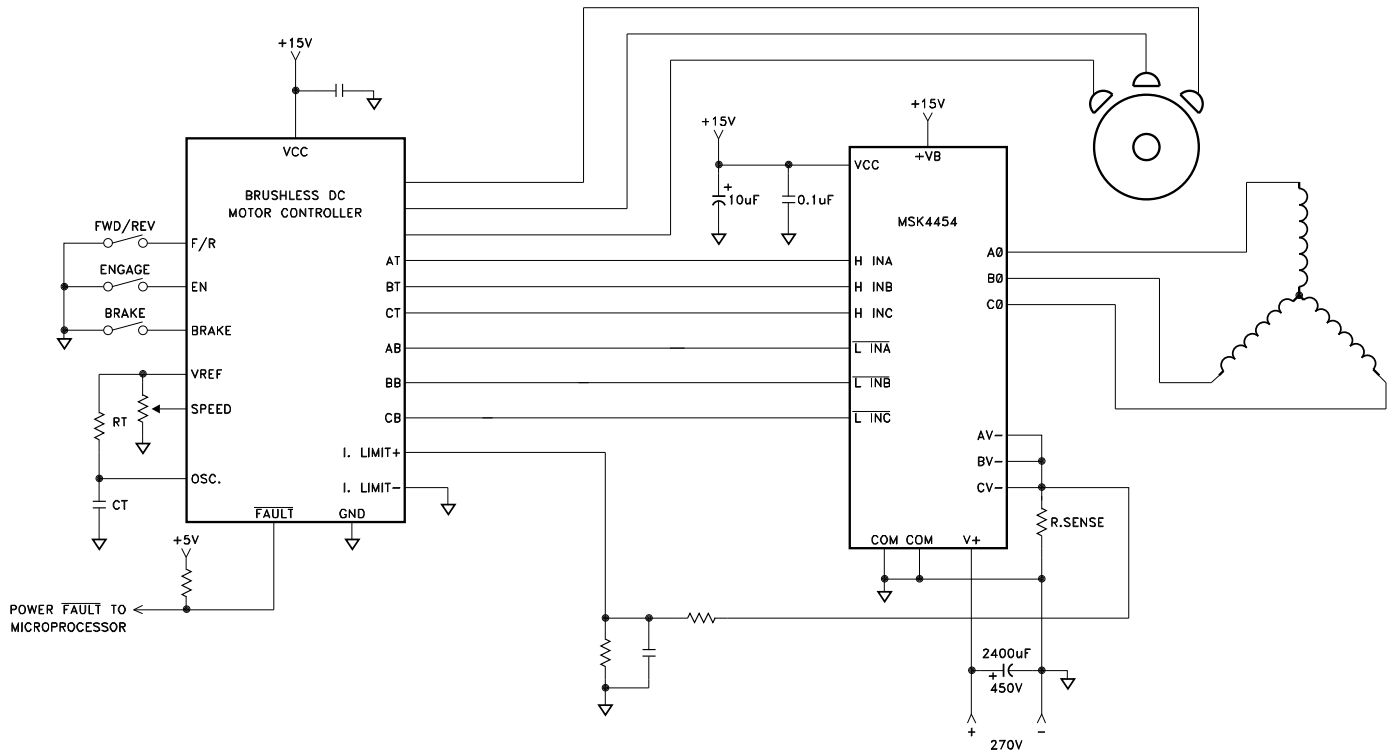 +15V
VCC
BRUSHLESS DC
MOTOR CONTROLLER
FWD/REV
F/R
ENGAGE
EN
BRAKE
BRAKE
VREF
SPEED
RT
OSC.
CT
AT
BT
CT
AB
BB
CB
I. LIMIT+
I. LIMIT-
FAULT
GND
+5V
POWER FAULT TO
MICROPROCESSOR
+15V
+
10uF
0.1uF
+15V
+VB
VCC
MSK4454
H INA
H INB
H INC
L INA
L INB
L INC
AØ
BØ
CØ
AV-
BV-
CV-
R.SENSE
COM COM
V+
2400uF
+
450V
+
-
270V